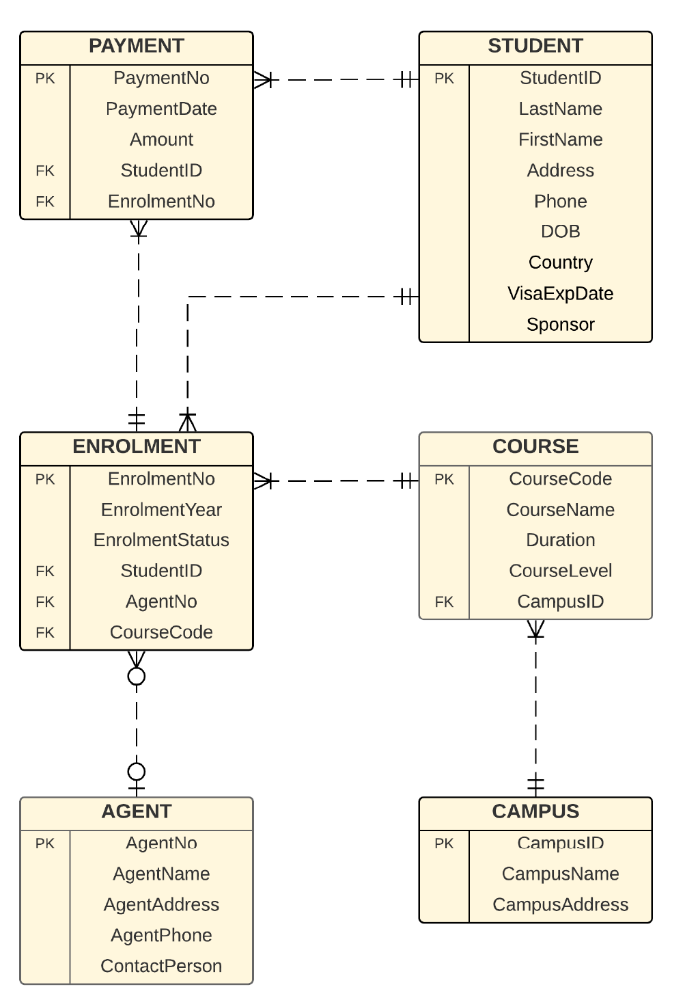 PAYMENT
PK PaymentNo
PaymentDate
Amount
FK StudentID
FK EnrolmentNo
STUDENT
PK StudentID
LastName
FirstName
Address
Phone
DOB
Country
VisaExpDate
Sponsor
ENROLMENT
PK EnrolmentNo
EnrolmentYear
EnrolmentStatus
FK StudentID
FK AgentNo
FK CourseCode
COURSE
PK CourseCode
CourseName
Duration
CourseLevel
FK CampusID
AGENT
PK AgentNo
AgentName
AgentAddress
AgentPhone
ContactPerson
CAMPUS
PK CampusID
CampusName
CampusAddress